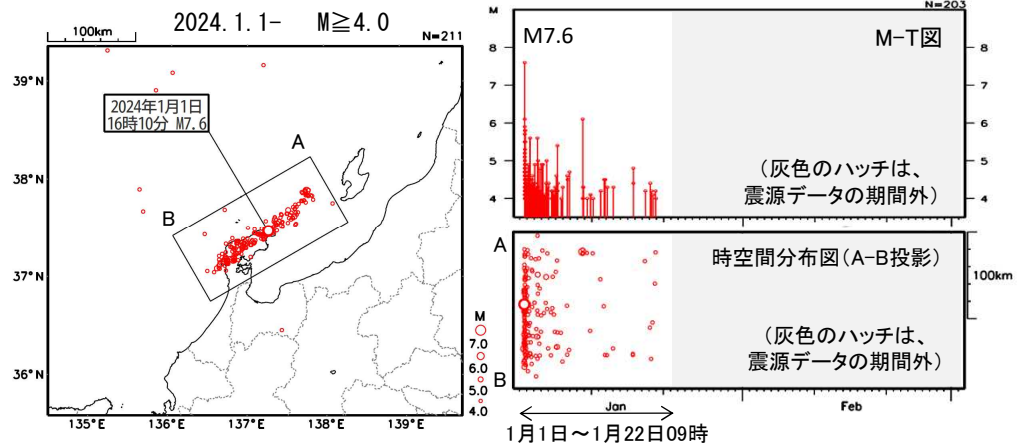 2024.1.1- M≧4.0
100km
N=211
39°N
38°N
37°N
36°N
135°E
136°E
137°E
138°E
139°E
2024年1月1日
16時10分 M7.6
A
B
M
7.0
6.0
5.0
4.0
N=203
M
M7.6
M-T図
8
7
6
5
4
8
7
6
5
4
(灰色のハッチは、
震源データの期間外)
A
時空間分布図(A-B投影)
100km
(灰色のハッチは、
震源データの期間外)
B
Jan
Feb
1月1日～1月22日09時